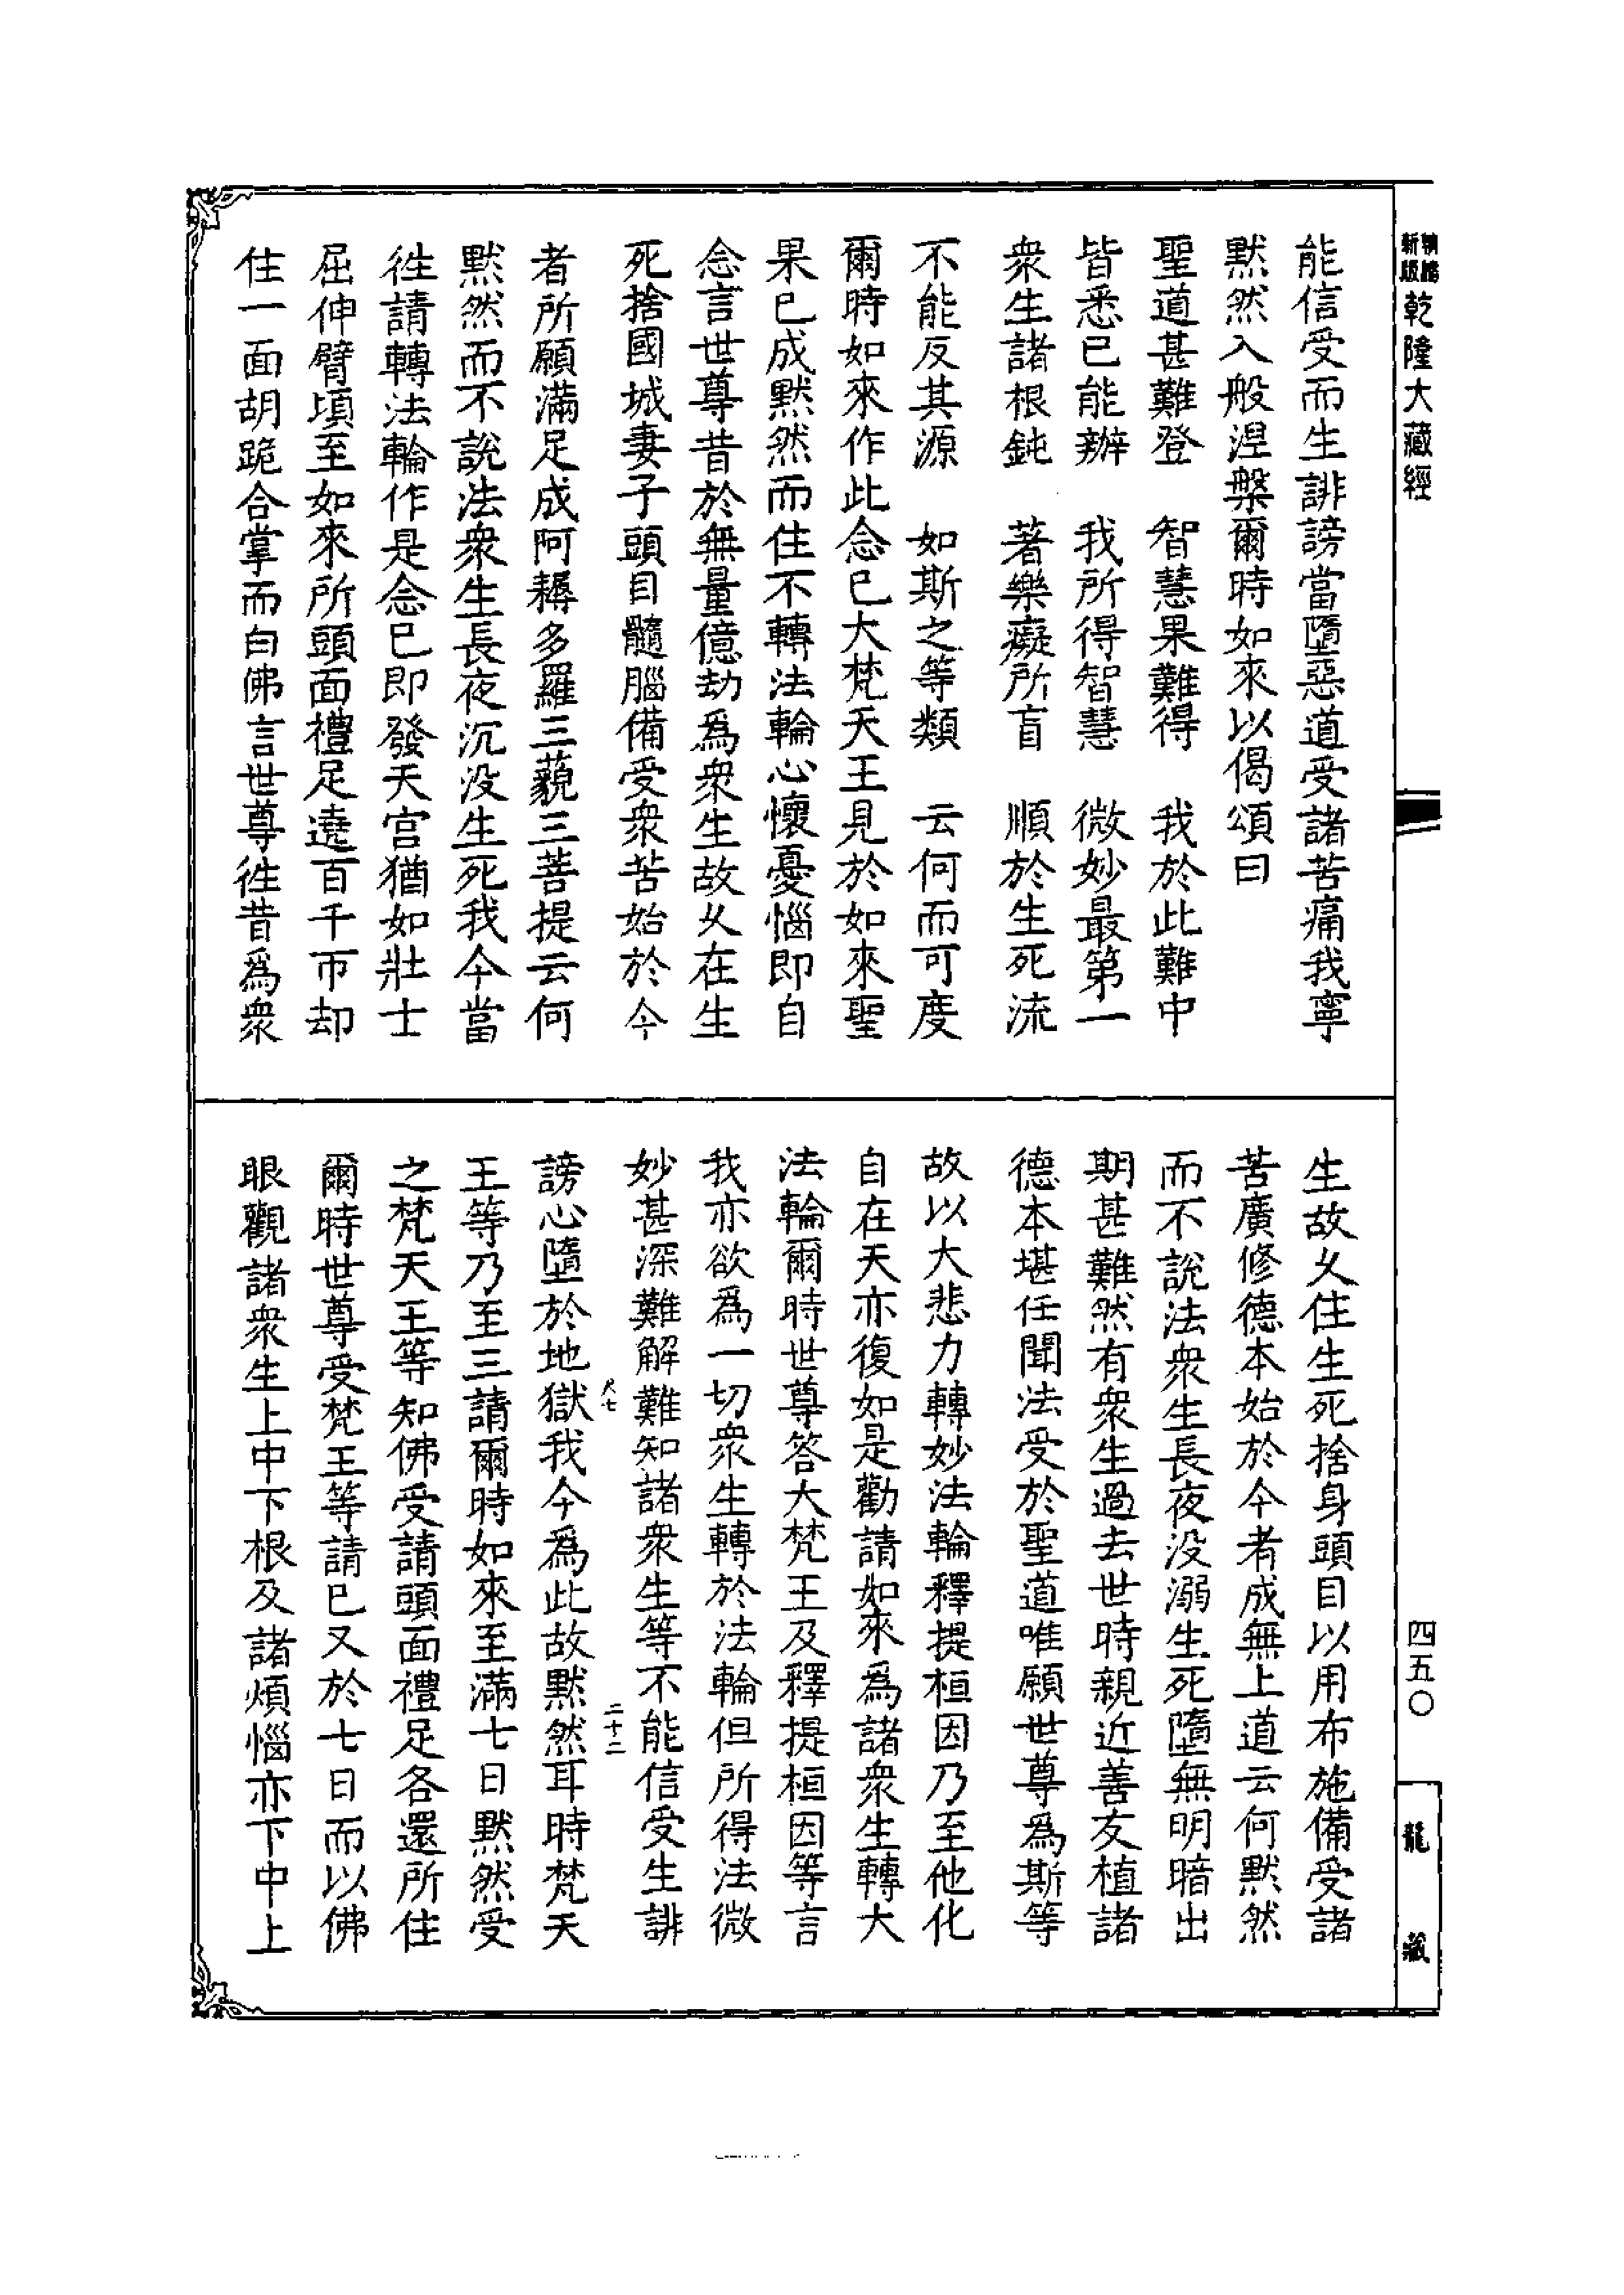 新版 乾隆大藏經
能信受而生誹謗當墮惡道受諸苦痛我寧
默然入般涅槃爾時如來以偈頌曰
聖道甚難登　智慧果難得　我於此難中
皆悉已能辦　我所得智慧　微妙最第一
衆生諸根鈍　著樂癡所盲　順於生死流
不能反其源　如斯之等類　云何而可度
爾時如來作此念已大梵天王見於如來聖
果已成默然而住不轉法輪心懷憂惱即自
念言世尊昔於無量億劫爲衆生故久在生
死捨國城妻子頭目髓腦備受衆苦始於今
者所願滿足成阿耨多羅三藐三菩提云何
默然而不說法衆生長夜沉没生死我今當
往請轉法輪作是念已即發天宫猶如壯士
屈伸臂頃至如來所頭面禮足遶百千帀却
住一面胡跪合掌而白佛言世尊往昔爲衆
生故久住生死捨身頭目以用布施備受諸
苦廣修德本始於今者成無上道云何默然
而不說法衆生長夜没溺生死墮無明暗出
期甚難然有衆生過去世時親近善友植諸
德本堪任聞法受於聖道唯願世尊爲斯等
故以大悲力轉妙法輪釋提桓因乃至他化
自在天亦復如是勸請如來爲諸衆生轉大
法輪爾時世尊答大梵王及釋提桓因等言
我亦欲爲一切衆生轉於法輪但所得法微
妙甚深難解難知諸衆生等不能信受生誹
尺七　二十二
謗心墮於地獄我今爲此故默然耳時梵天
王等乃至三請爾時如來至滿七日默然受
之梵天王等知佛受請頭面禮足各還所住
爾時世尊受梵王等請已又於七日而以佛
眼觀諸衆生上中下根及諸煩惱亦下中上
四五〇
龍藏